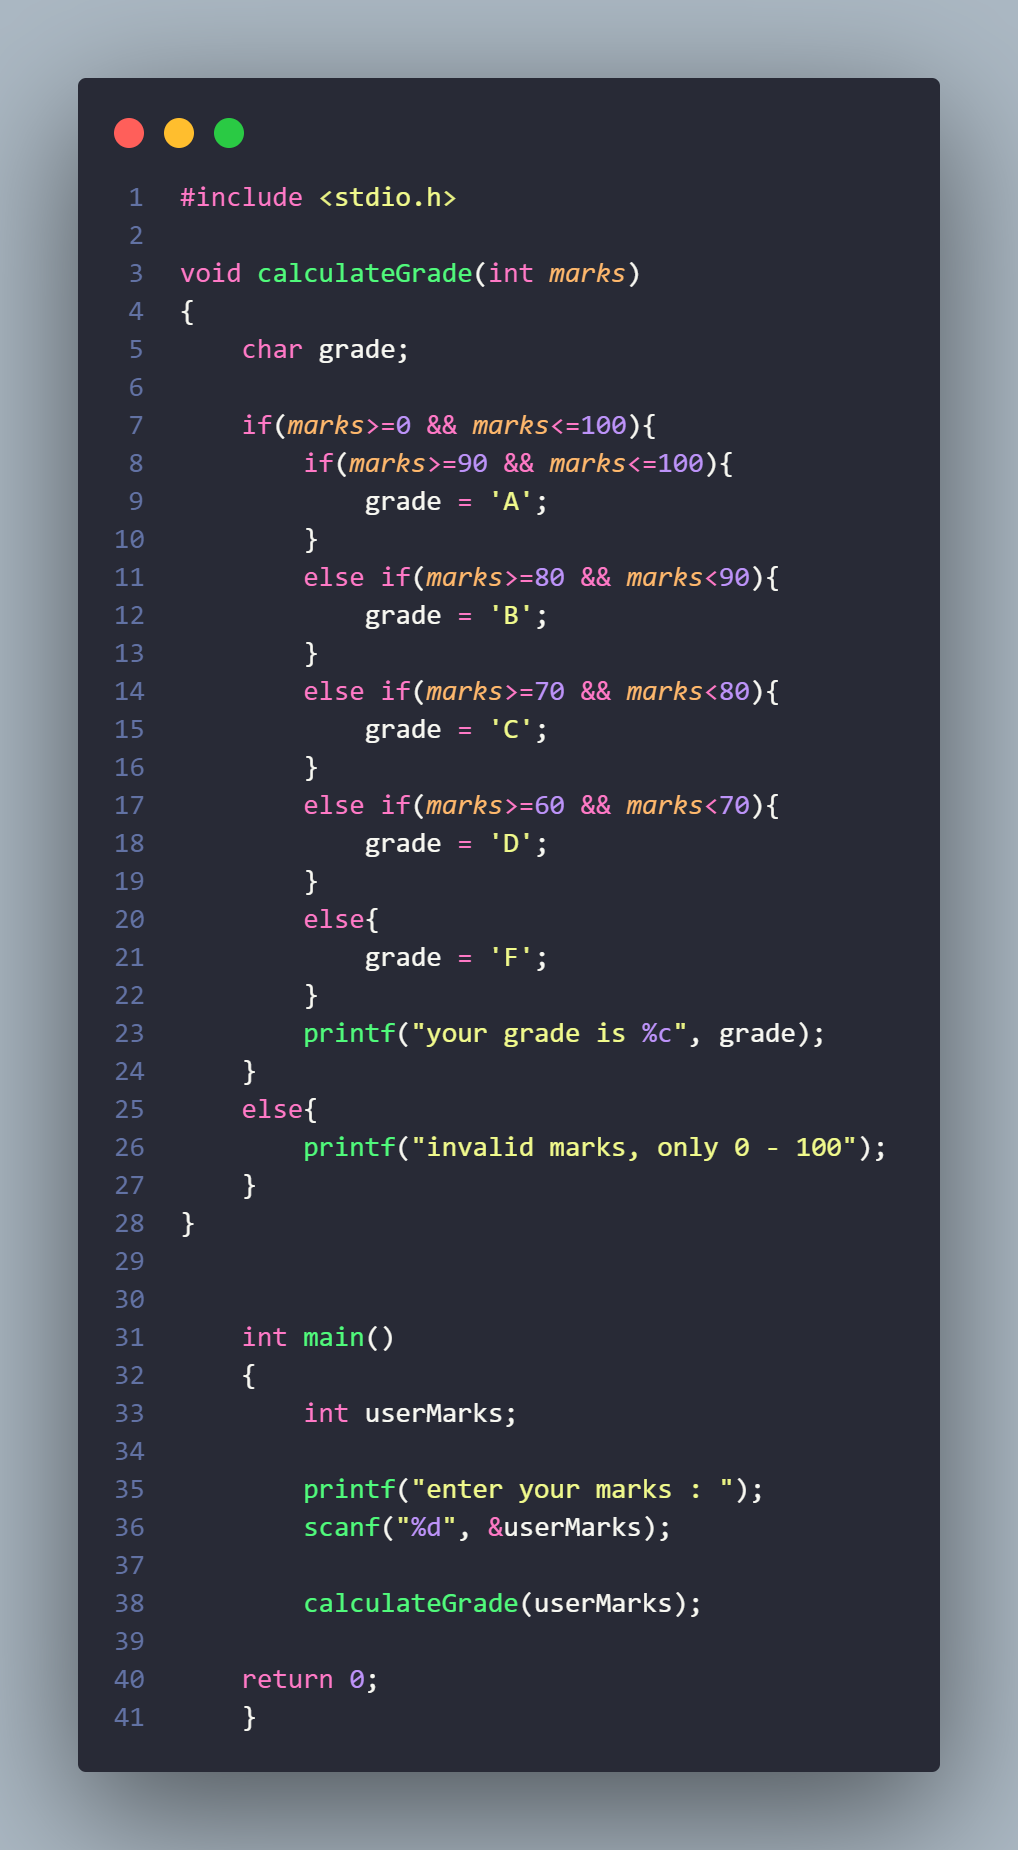 1 #include <stdio.h>
2
3 void calculateGrade(int marks)
4 {
5     char grade;
6
7     if(marks>=0 && marks<=100){
8         if(marks>=90 && marks<=100){
9             grade = 'A';
10         }
11         else if(marks>=80 && marks<90){
12             grade = 'B';
13         }
14         else if(marks>=70 && marks<80){
15             grade = 'C';
16         }
17         else if(marks>=60 && marks<70){
18             grade = 'D';
19         }
20         else{
21             grade = 'F';
22         }
23         printf("your grade is %c", grade);
24     }
25     else{
26         printf("invalid marks, only 0 - 100");
27     }
28 }
29
30
31     int main()
32     {
33         int userMarks;
34
35         printf("enter your marks : ");
36         scanf("%d", &userMarks);
37
38         calculateGrade(userMarks);
39
40     return 0;
41     }